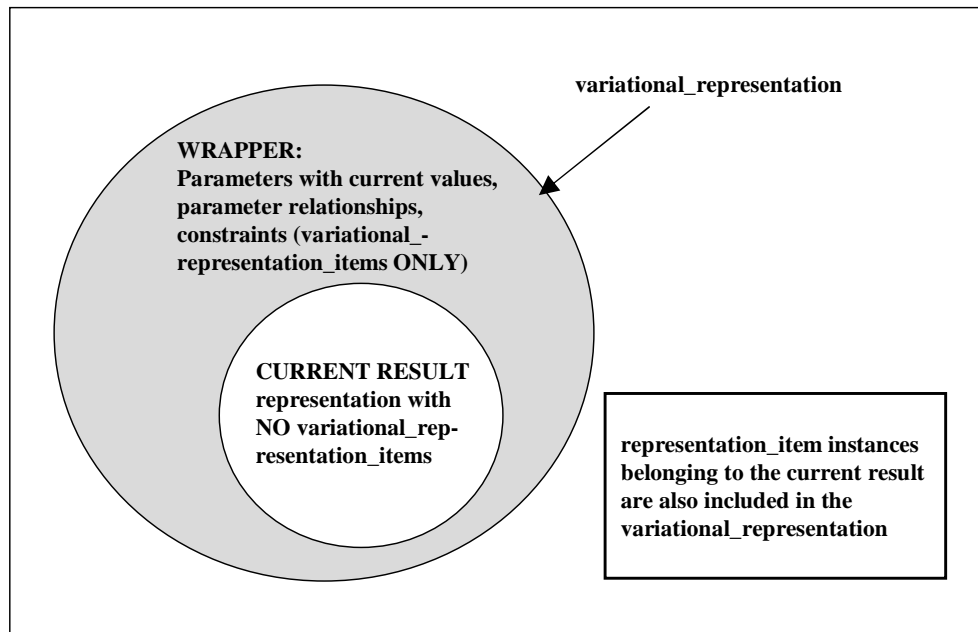 variational_representation
WRAPPER:
Parameters with current values,
parameter relationships,
constraints (variational_-
representation_items ONLY)
CURRENT RESULT
representation with
NO variational_rep-
resentation_items
representation_item instances
belonging to the current result
are also included in the
variational_representation